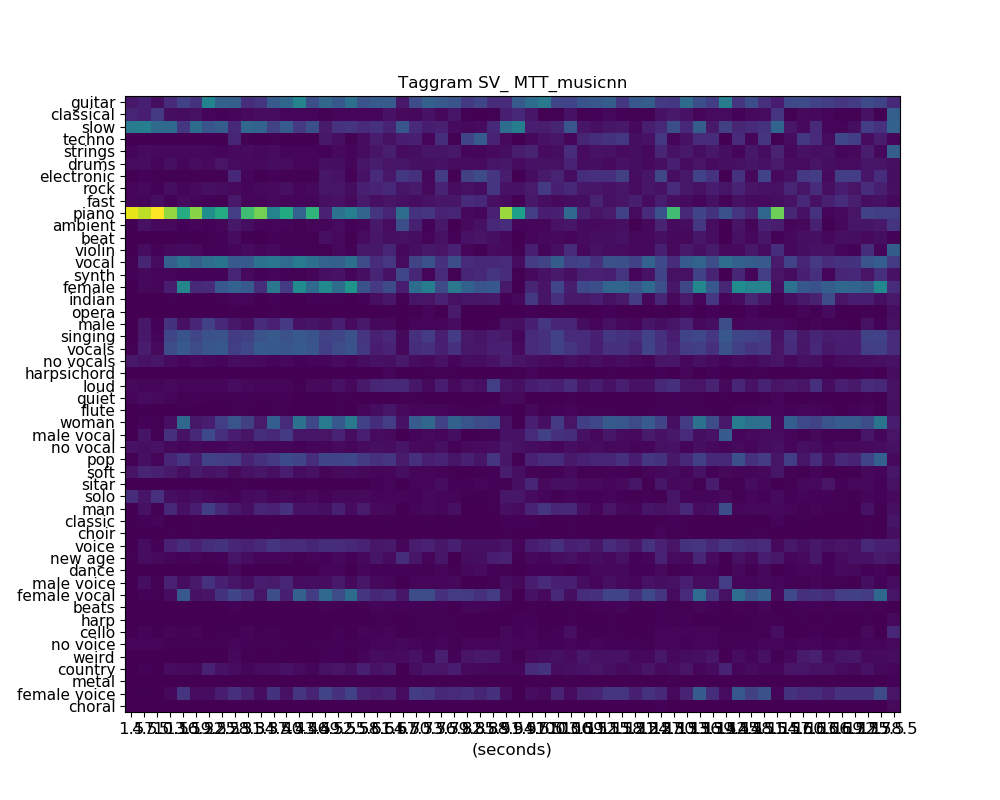 Taggram SV_ MTT_musicnn
guitar
classical
slow
techno
strings
drums
electronic
rock
fast
piano
ambient
beat
violin
vocal
synth
female
indian
opera
male
singing
vocals
no vocals
harpsichord
loud
quiet
flute
woman
male vocal
no vocal
pop
soft
sitar
solo
man
classic
choir
voice
new age
dance
male voice
female vocal
beats
harp
cello
no voice
weird
country
metal
female voice
choral
(seconds)